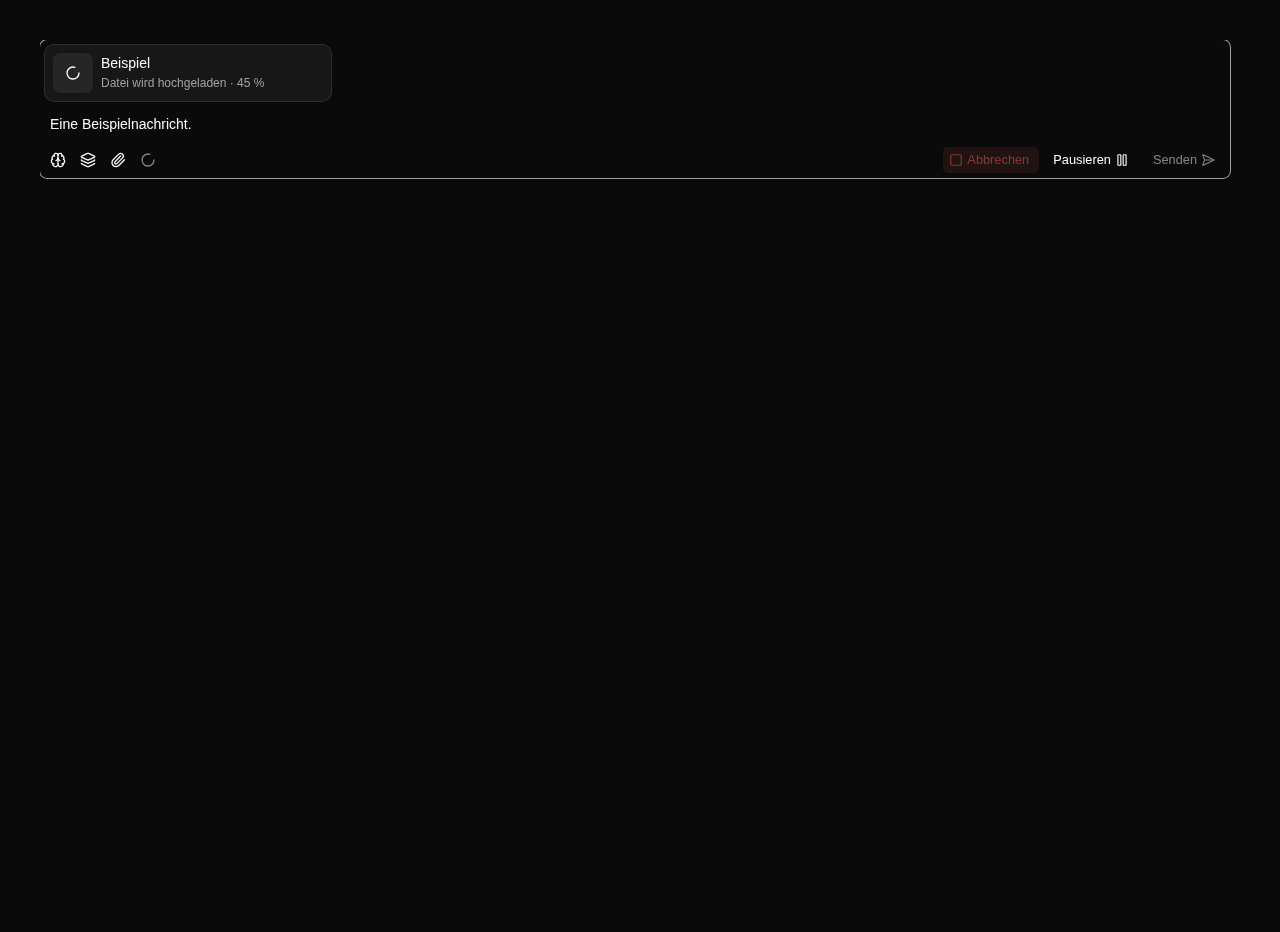 Beispiel
Datei wird hochgeladen · 45 %
Eine Beispielnachricht.
Abbrechen Pausieren Senden